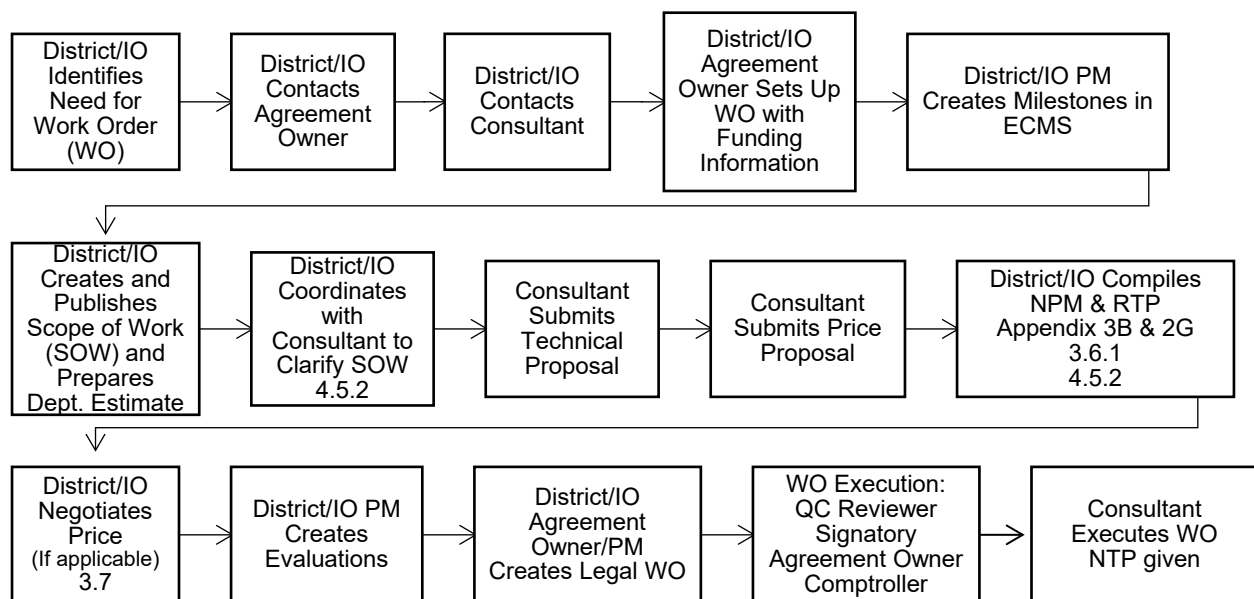 District/IO
Identifies
Need for
Work Order
(WO)
District/IO
Contacts
Agreement
Owner
District/IO
Contacts
Consultant
District/IO
Agreement
Owner Sets Up
WO with
Funding
Information
District/IO PM
Creates Milestones in
ECMS
District/IO
Creates and
Publishes
Scope of Work
(SOW) and
Prepares
Dept. Estimate
District/IO
Coordinates
with
Consultant to
Clarify SOW
4.5.2
Consultant
Submits
Technical
Proposal
Consultant
Submits Price
Proposal
District/IO Compiles
NPM & RTP
Appendix 3B & 2G
3.6.1
4.5.2
District/IO
Negotiates
Price
(If applicable)
3.7
District/IO PM
Creates
Evaluations
District/IO
Agreement
Owner/PM
Creates Legal WO
WO Execution:
QC Reviewer
Signatory
Agreement Owner
Comptroller
Consultant
Executes WO
NTP given